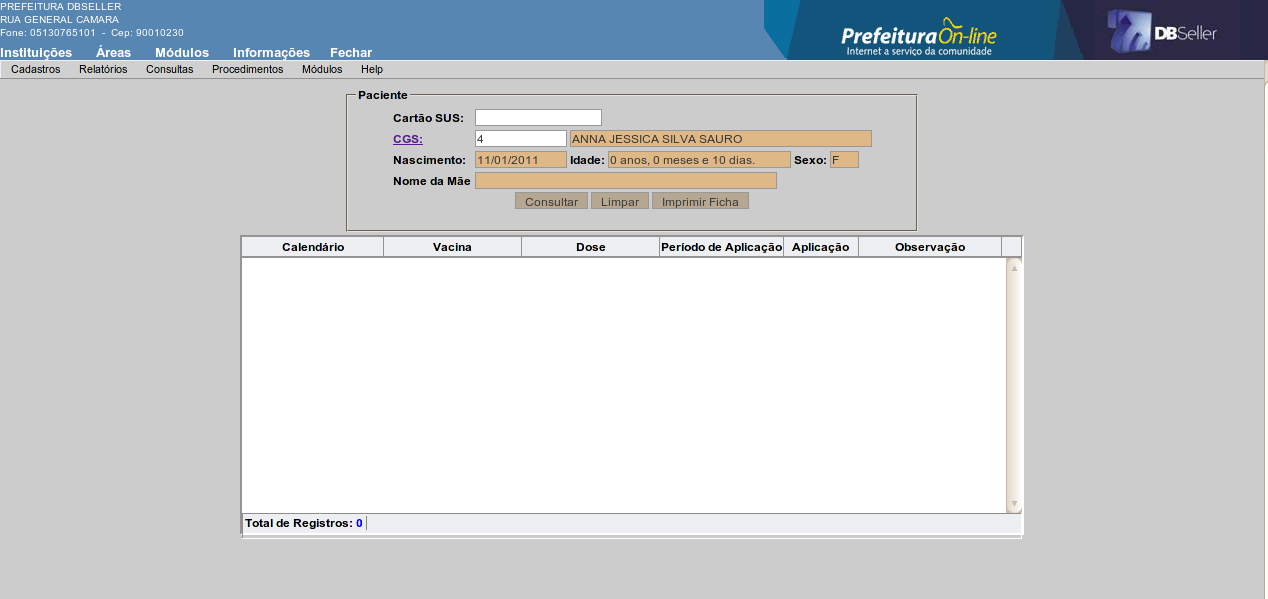 PREFEITURA DBSELLER
RUA GENERAL CAMARA
Fone: 05130765101 - Cep: 90010230
Prefeitura On-line
Internet a serviço da comunidade
DBSeller
Instituições Áreas Módulos Informações Fechar
Cadastros Relatórios Consultas Procedimentos Módulos Help
Paciente
Cartão SUS:
CGS: 4 ANNA JESSICA SILVA SAURO
Nascimento: 11/01/2011 Idade: 0 anos, 0 meses e 10 dias. Sexo: F
Nome da Mãe
Consultar Limpar Imprimir Ficha
Calendário Vacina Dose Período de Aplicação Aplicação Observação
Total de Registros: 0